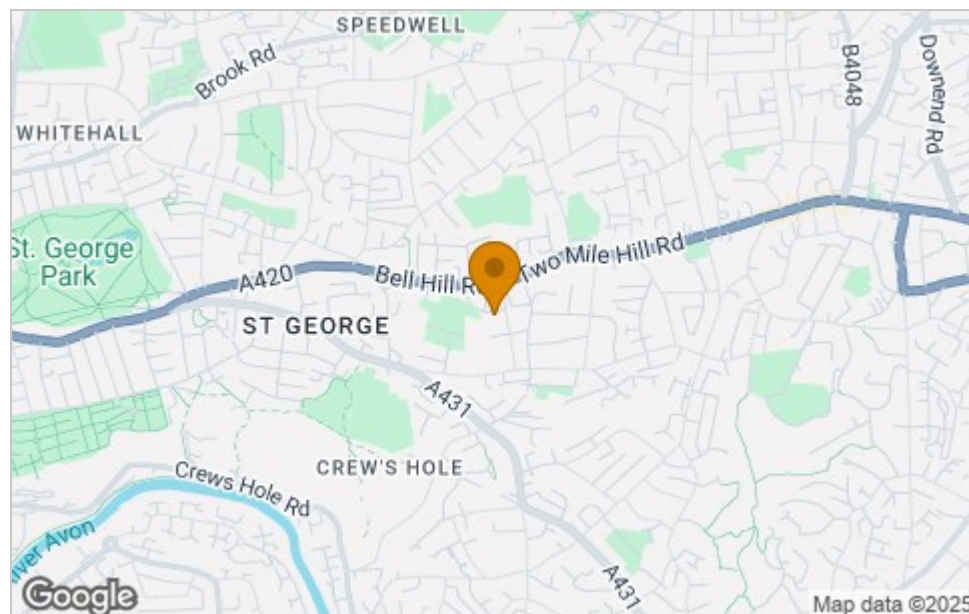 SPEEDWELL
Brook Rd
B4048
Downend Rd
WHITEHALL
St. George
Park
A420
Bell Hill
Two Mile Hill Rd
ST GEORGE
A431
CREW'S HOLE
Crews Hole Rd
River Avon
A431
Google
Map data ©2025